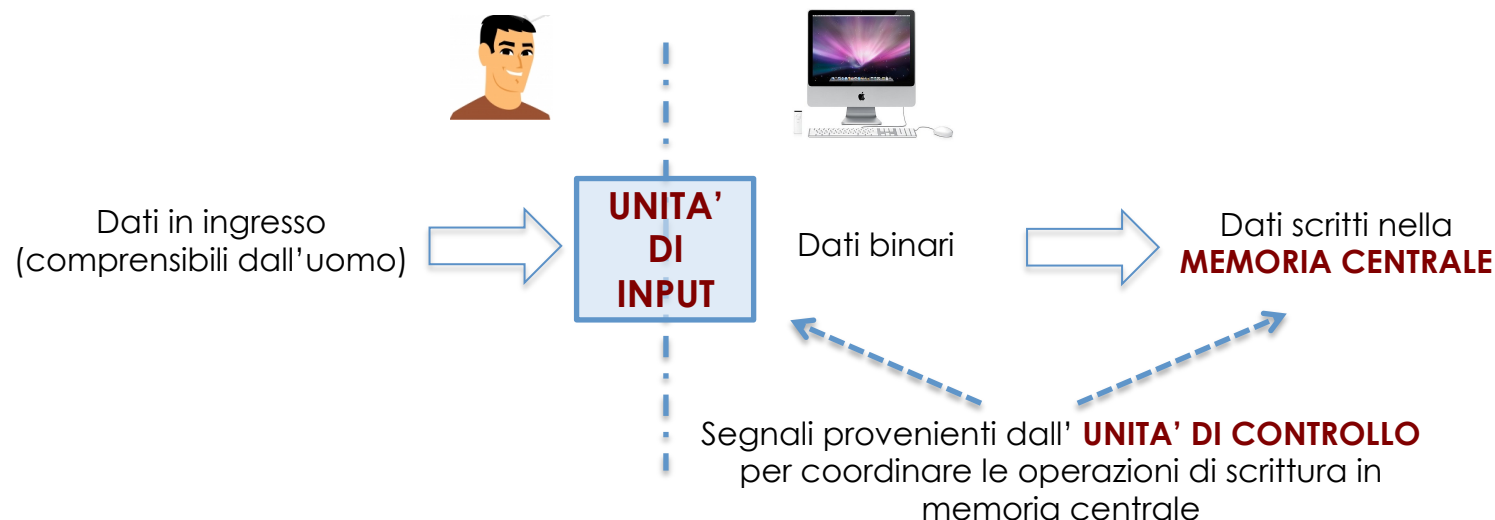 Dati in ingresso
(comprensibili dall’uomo)
UNITA’
DI
INPUT
Dati binari
Dati scritti nella
MEMORIA CENTRALE
Segnali provenienti dall’ UNITA’ DI CONTROLLO
per coordinare le operazioni di scrittura in
memoria centrale